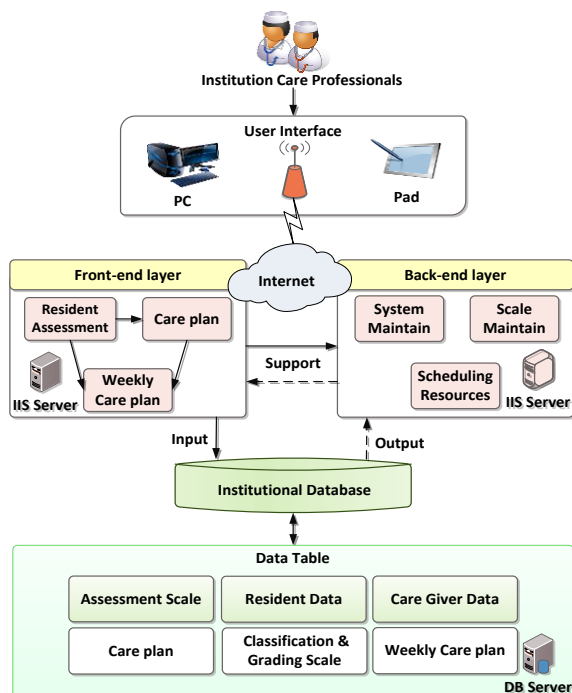 Institution Care Professionals
User Interface
PC
Pad
Internet
Front-end layer
Resident
Assessment
Care plan
Weekly
Care plan
IIS Server
Back-end layer
System
Maintain
Scale
Maintain
Scheduling
Resources
IIS Server
Support
Input
Output
Institutional Database
Data Table
Assessment Scale
Resident Data
Care Giver Data
Care plan
Classification &
Grading Scale
Weekly Care plan
DB Server